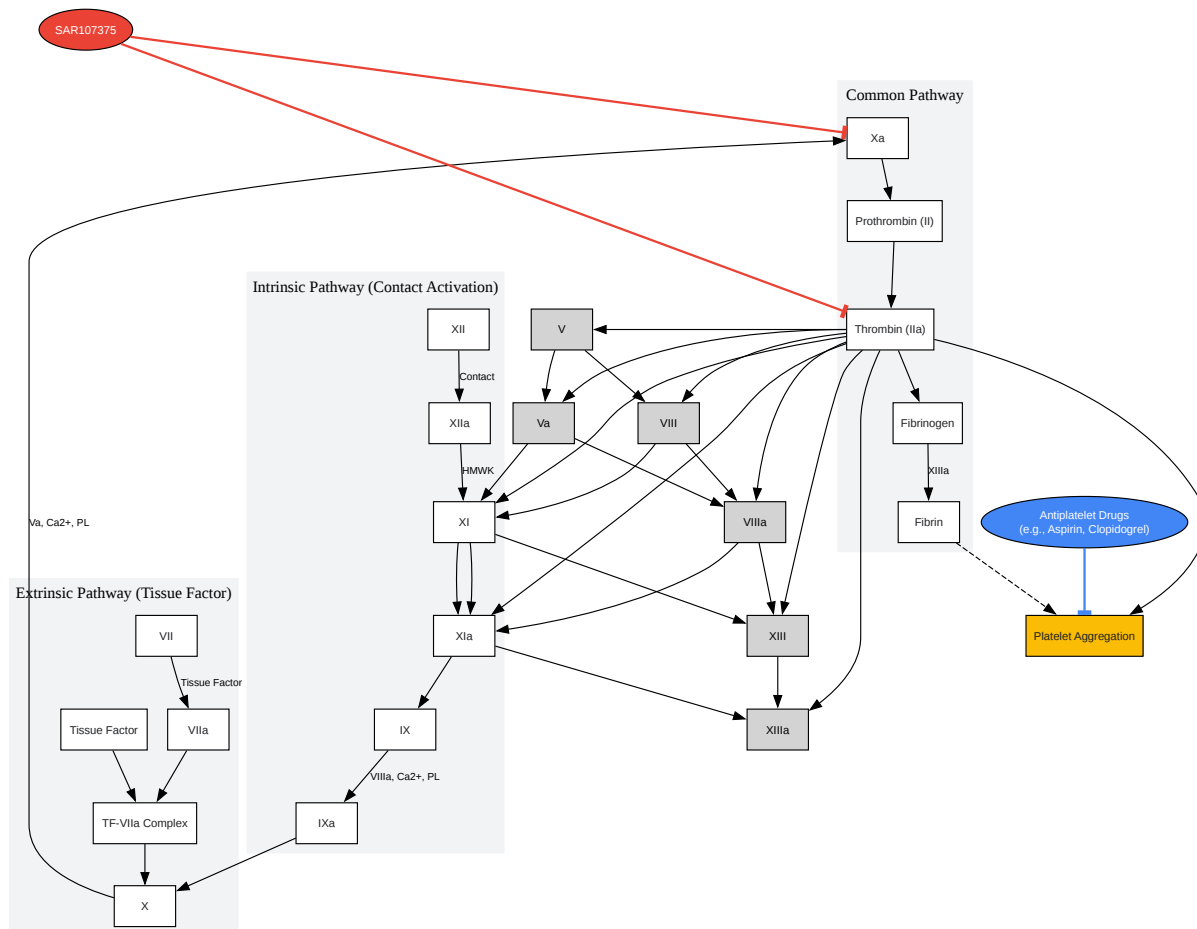 SAR107375
Common Pathway
Xa
Prothrombin (II)
Intrinsic Pathway (Contact Activation)
XII
V
Thrombin (IIa)
Contact
XIIa
Va
VIII
Fibrinogen
HMWK
XIIIa
XI
VIIIa
Fibrin
Antiplatelet Drugs
(e.g., Aspirin, Clopidogrel)
Va, Ca2+, PL
Extrinsic Pathway (Tissue Factor)
VII
XIa
XIII
Platelet Aggregation
Tissue Factor
Tissue Factor
VIIa
IX
XIIIa
VIIIa, Ca2+, PL
TF-VIIa Complex
IXa
X